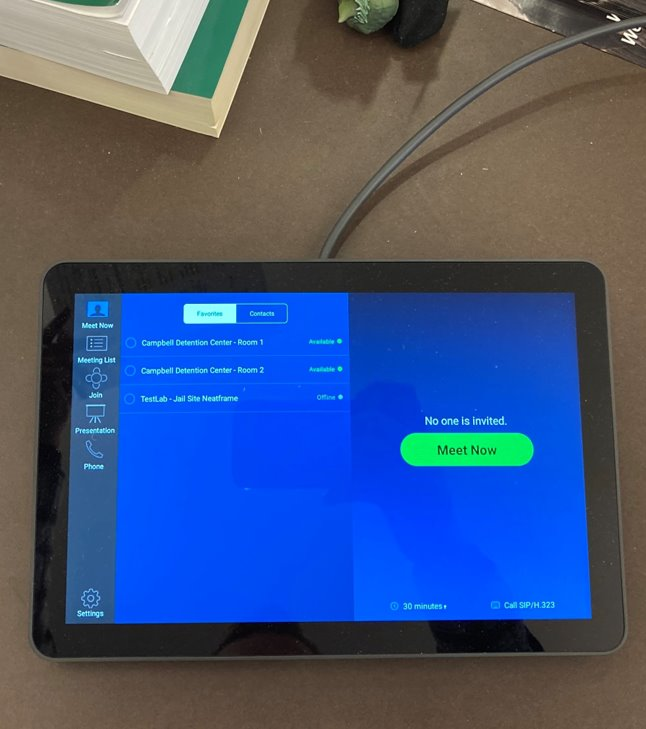 Meet Now
Meeting List
Join
Presentation
Phone
Settings
Favorites Contacts
Campbell Detention Center - Room 1 Available
Campbell Detention Center - Room 2 Available
TestLab - Jail Site Neatframe Offline
No one is invited.
Meet Now
30 minutes
Call SIP/H.323